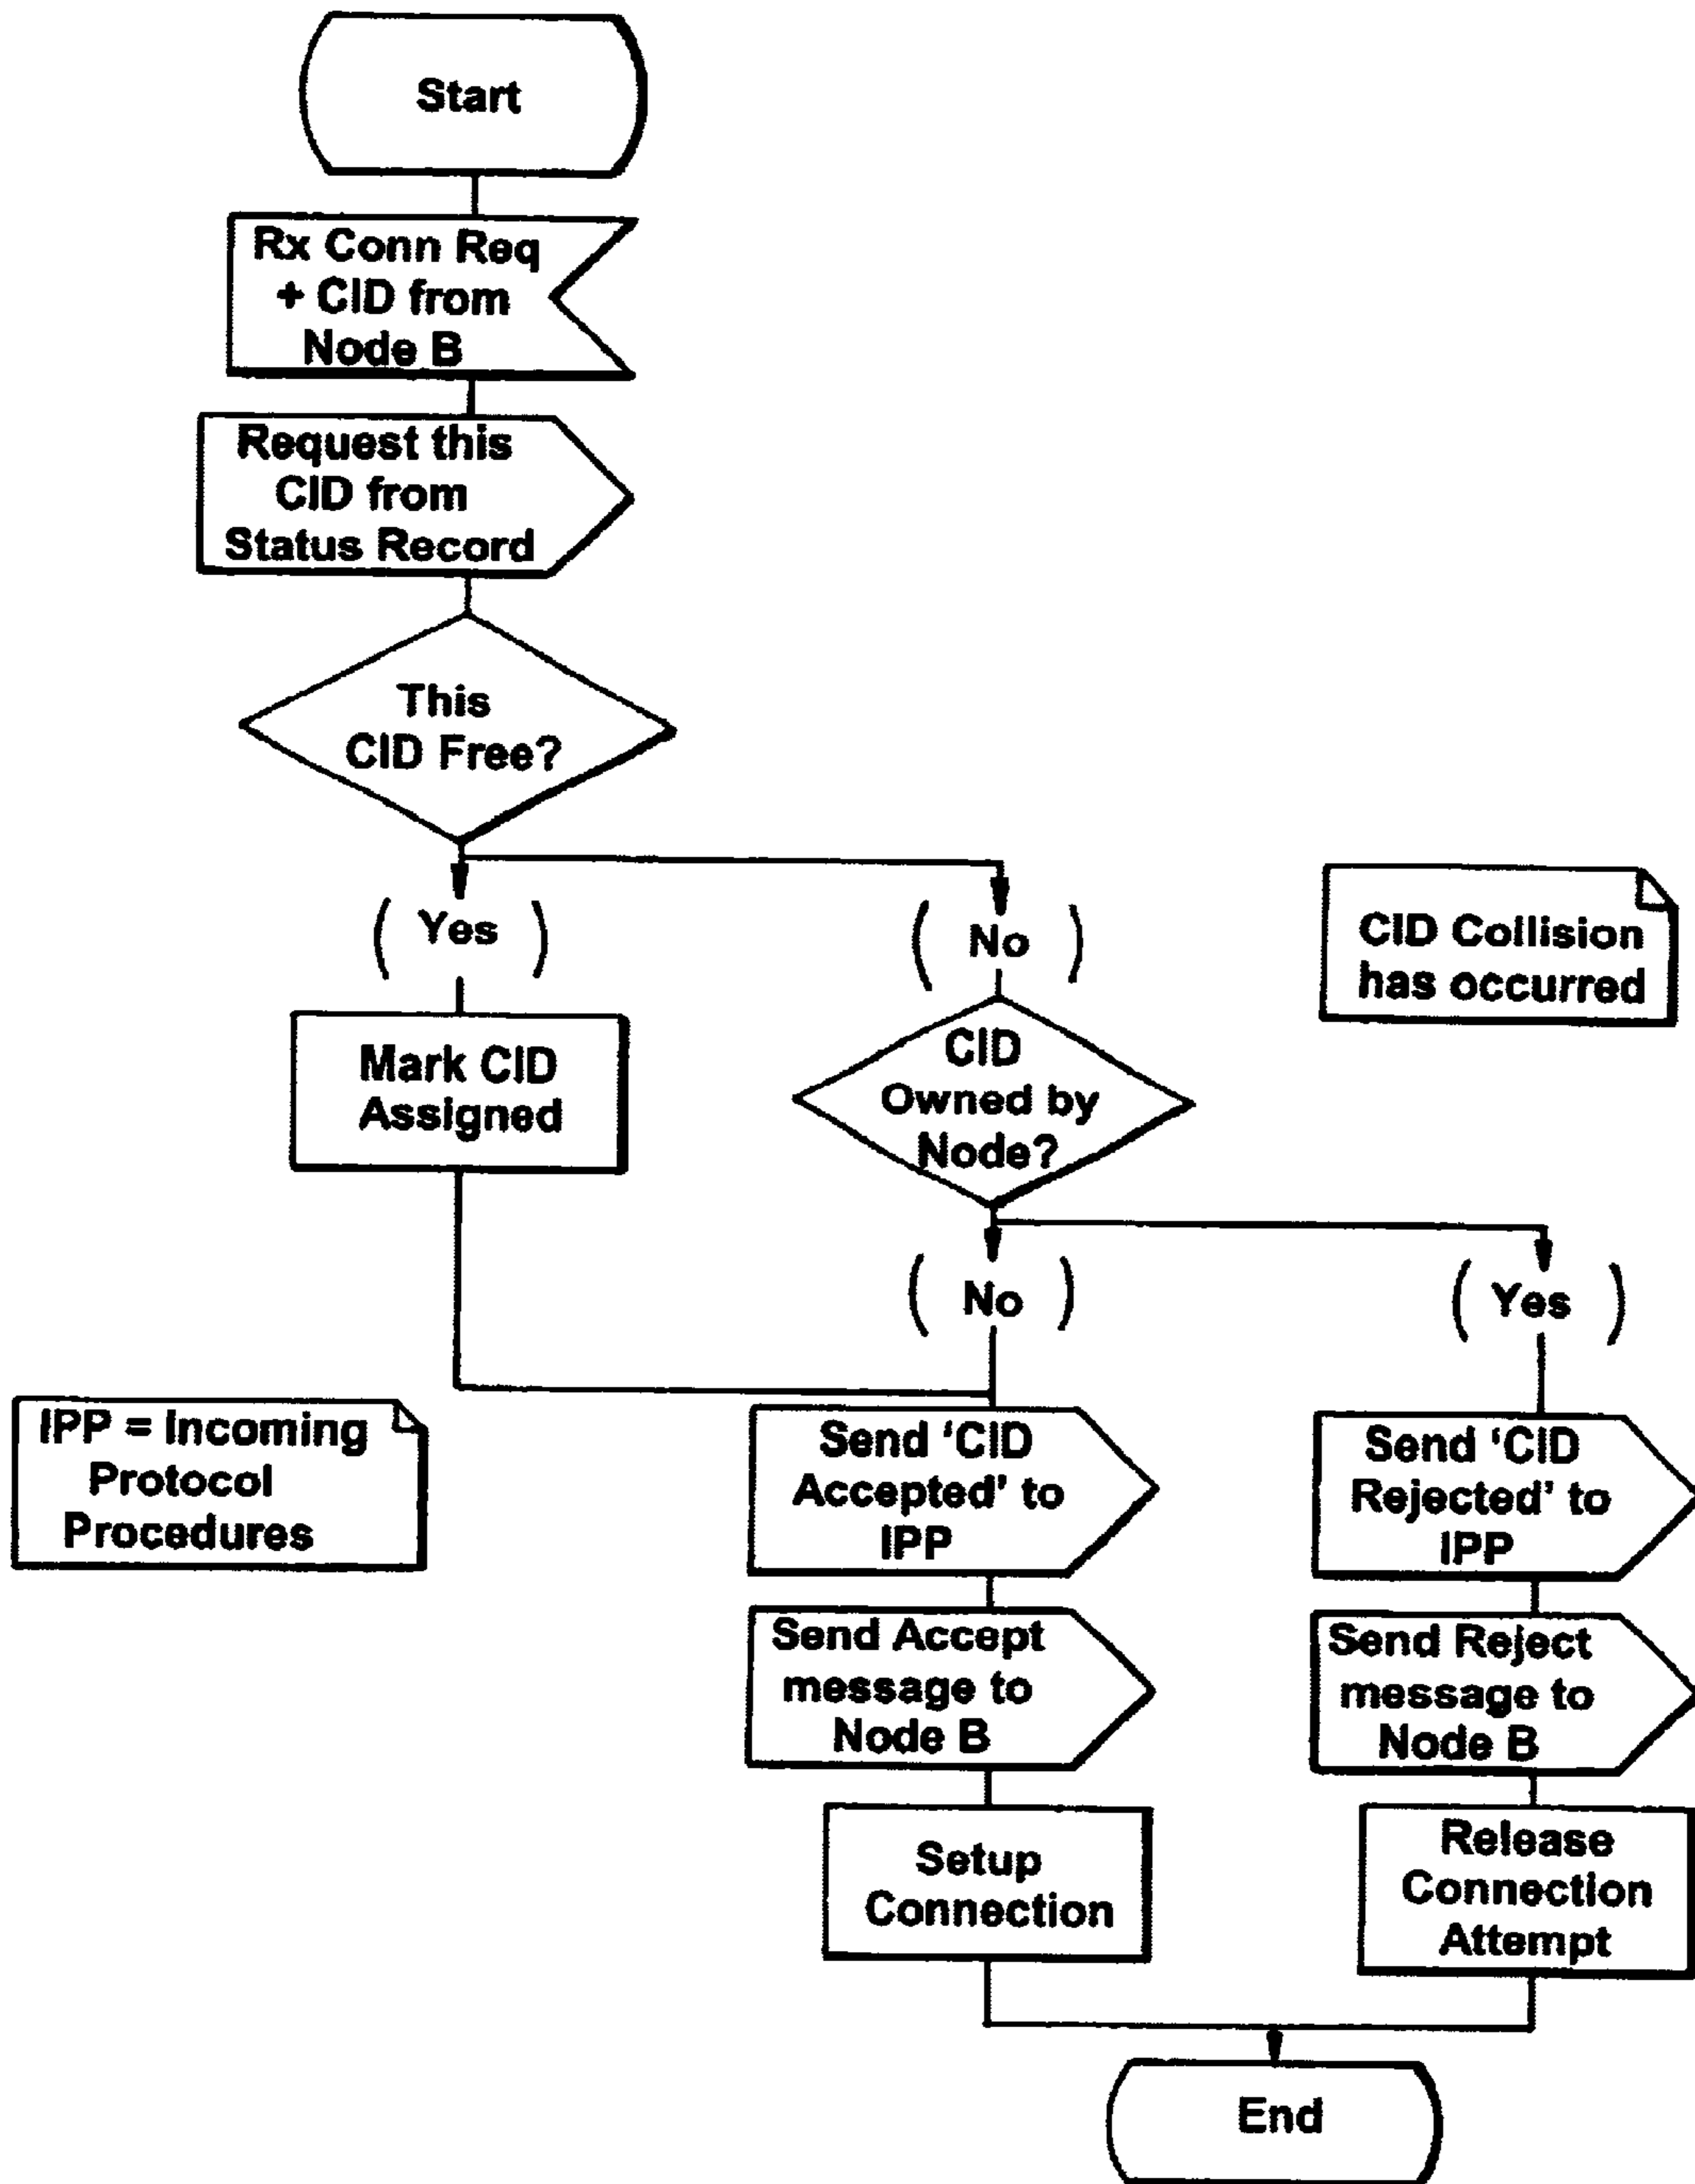 Start
Rx Conn Req
+ CID from
Node B
Request this
CID from
Status Record
This
CID Free?
( Yes )
( No )
CID Collision
has occurred
Mark CID
Assigned
CID
Owned by
Node?
( No )
( Yes )
IPP = Incoming
Protocol
Procedures
Send ‘CID
Accepted’ to
IPP
Send ‘CID
Rejected’ to
IPP
Send Accept
message to
Node B
Send Reject
message to
Node B
Setup
Connection
Release
Connection
Attempt
End